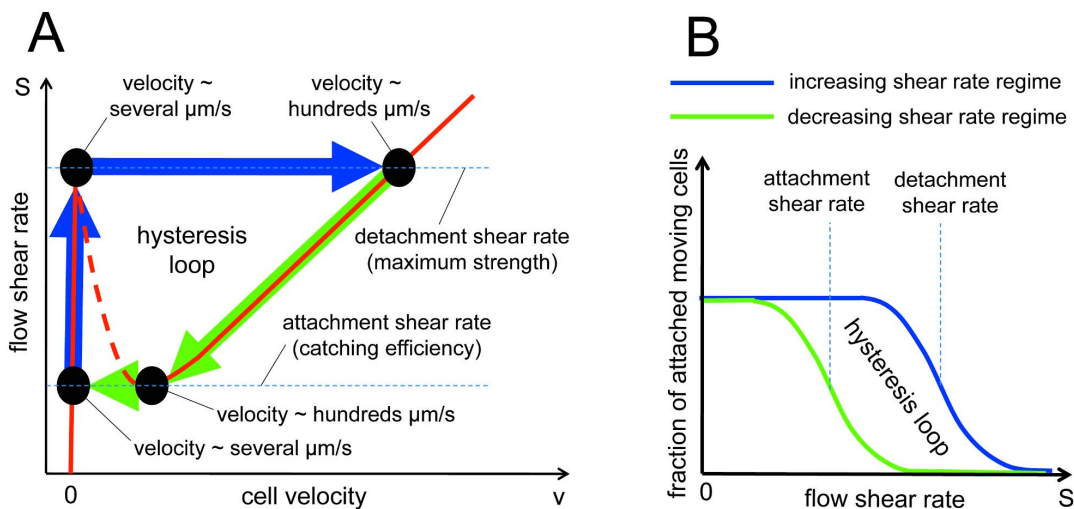 A
S
velocity ~
several µm/s
velocity ~
hundreds µm/s
flow shear rate
hysteresis
loop
detachment shear rate
(maximum strength)
attachment shear rate
(catching efficiency)
velocity ~ hundreds µm/s
velocity ~ several µm/s
0
cell velocity
v
B
increasing shear rate regime
decreasing shear rate regime
fraction of attached moving cells
attachment
shear rate
detachment
shear rate
hysteresis loop
0
flow shear rate
S